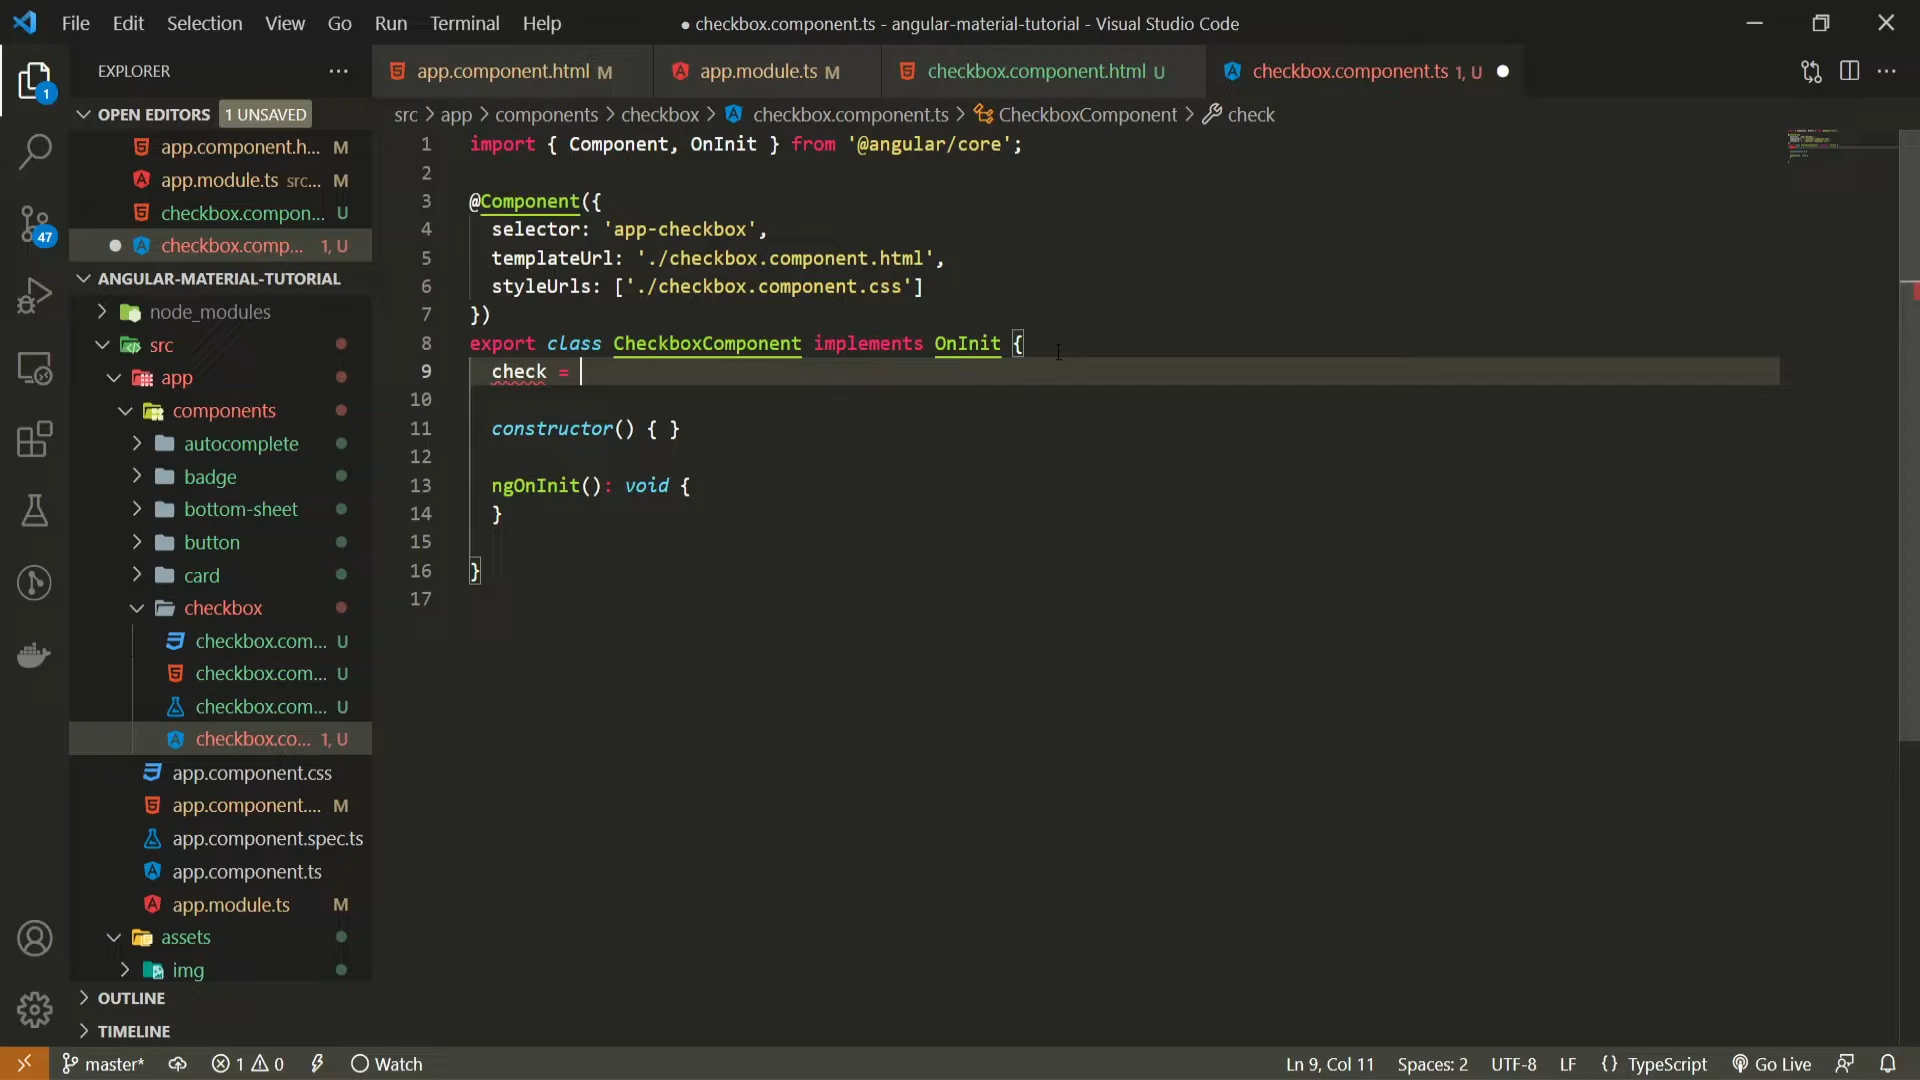 File Edit Selection View Go Run Terminal Help
● checkbox.component.ts - angular-material-tutorial - Visual Studio Code
EXPLORER
1
47
OPEN EDITORS 1 UNSAVED
app.component.h... M
app.module.ts src... M
checkbox.compon... U
checkbox.comp... 1, U
ANGULAR-MATERIAL-TUTORIAL
node_modules
src
app
components
autocomplete
badge
bottom-sheet
button
card
checkbox
checkbox.com... U
checkbox.com... U
checkbox.com... U
checkbox.co... 1, U
app.component.css
app.component.... M
app.component.spec.ts
app.component.ts
app.module.ts M
assets
img
OUTLINE
TIMELINE
app.component.html M
app.module.ts M
checkbox.component.html U
checkbox.component.ts 1, U
src > app > components > checkbox > checkbox.component.ts > CheckboxComponent > check
1 import { Component, OnInit } from '@angular/core';
2
3 @Component({
4 selector: 'app-checkbox',
5 templateUrl: './checkbox.component.html',
6 styleUrls: ['./checkbox.component.css']
7 })
8 export class CheckboxComponent implements OnInit {
9 check =
10
11 constructor() { }
12
13 ngOnInit(): void {
14 }
15
16 }
17
master* 1 0 Watch
Ln 9, Col 11 Spaces: 2 UTF-8 LF {} TypeScript Go Live